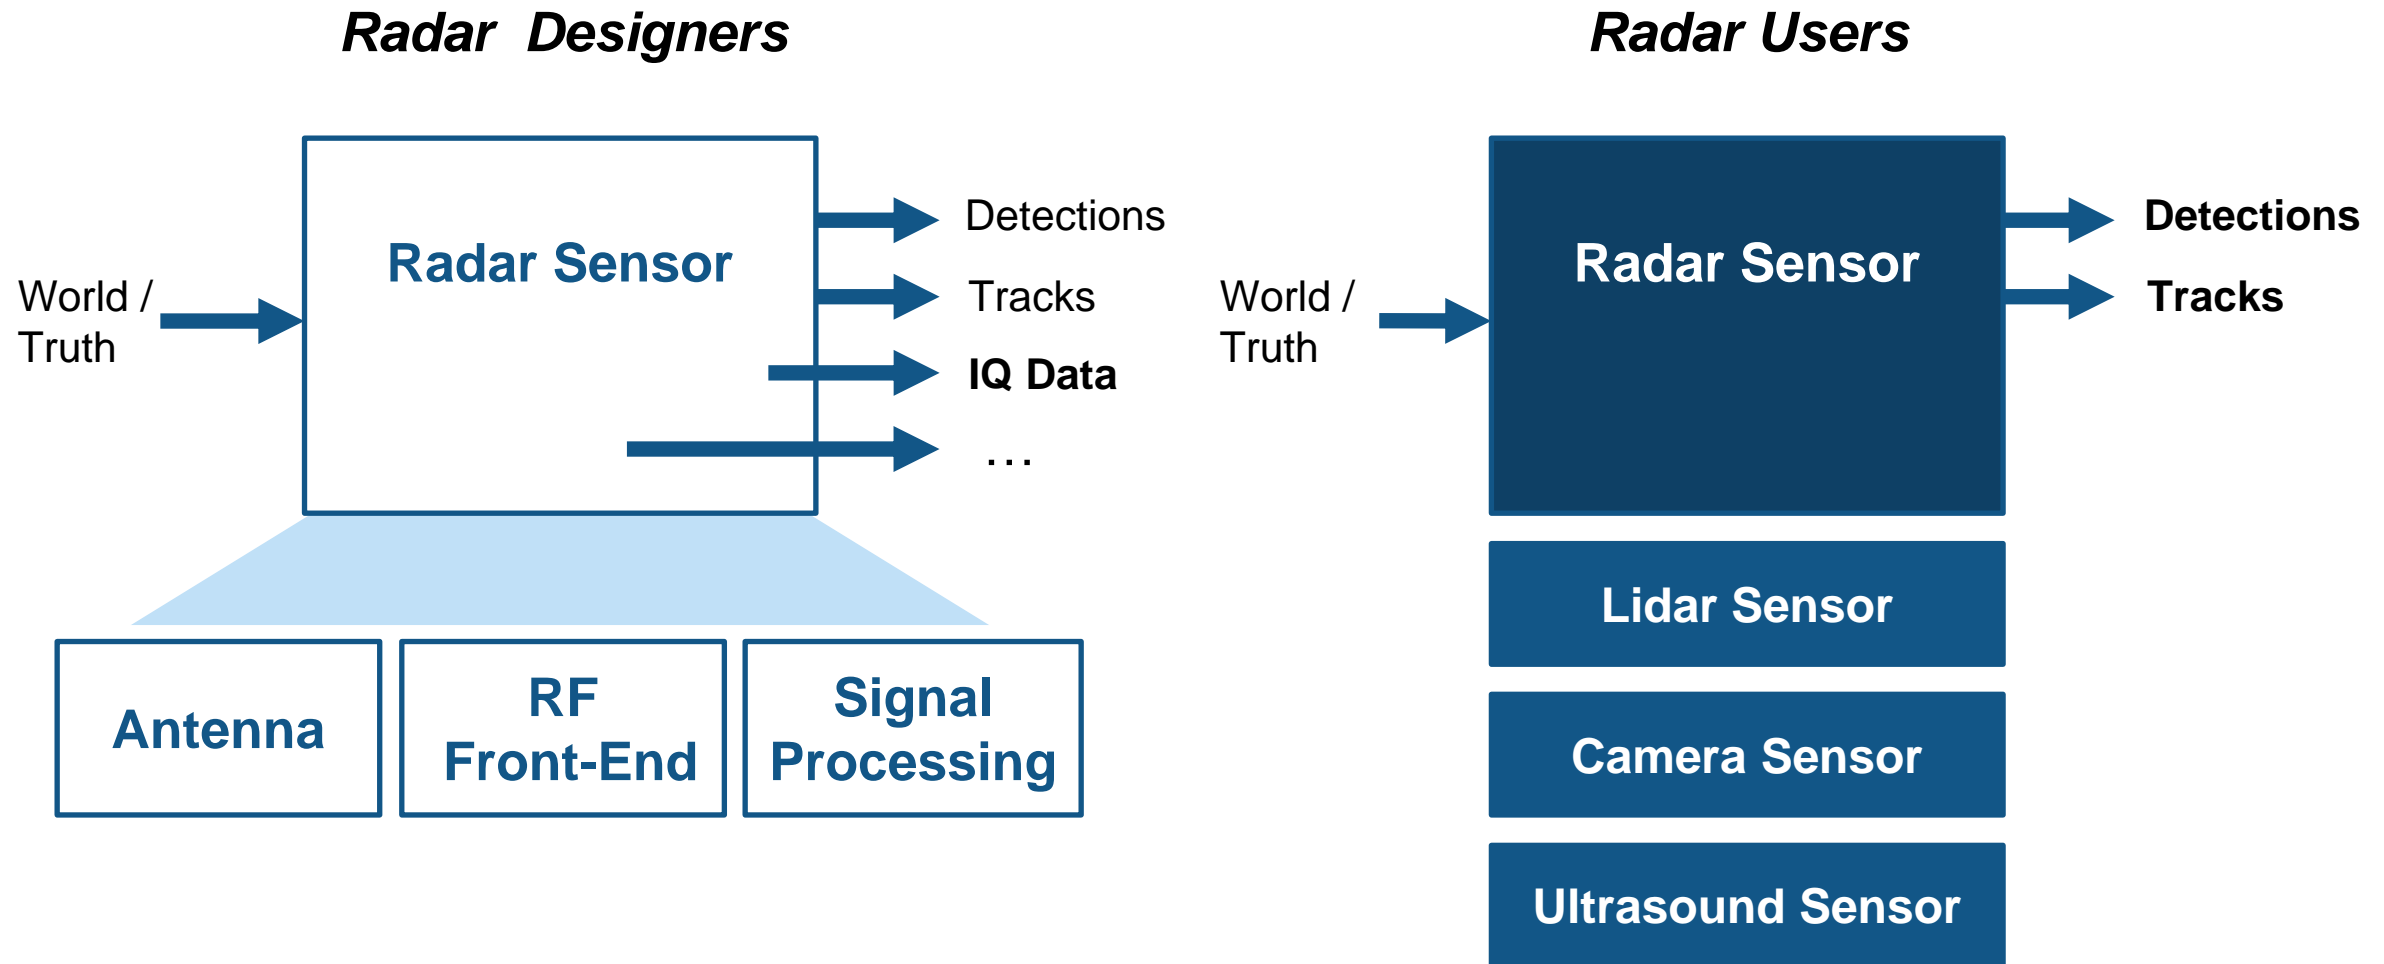 Radar Designers
World /
Truth
Radar Sensor
Detections
Tracks
IQ Data
...
Antenna
RF
Front-End
Signal
Processing
Radar Users
World /
Truth
Radar Sensor
Detections
Tracks
Lidar Sensor
Camera Sensor
Ultrasound Sensor